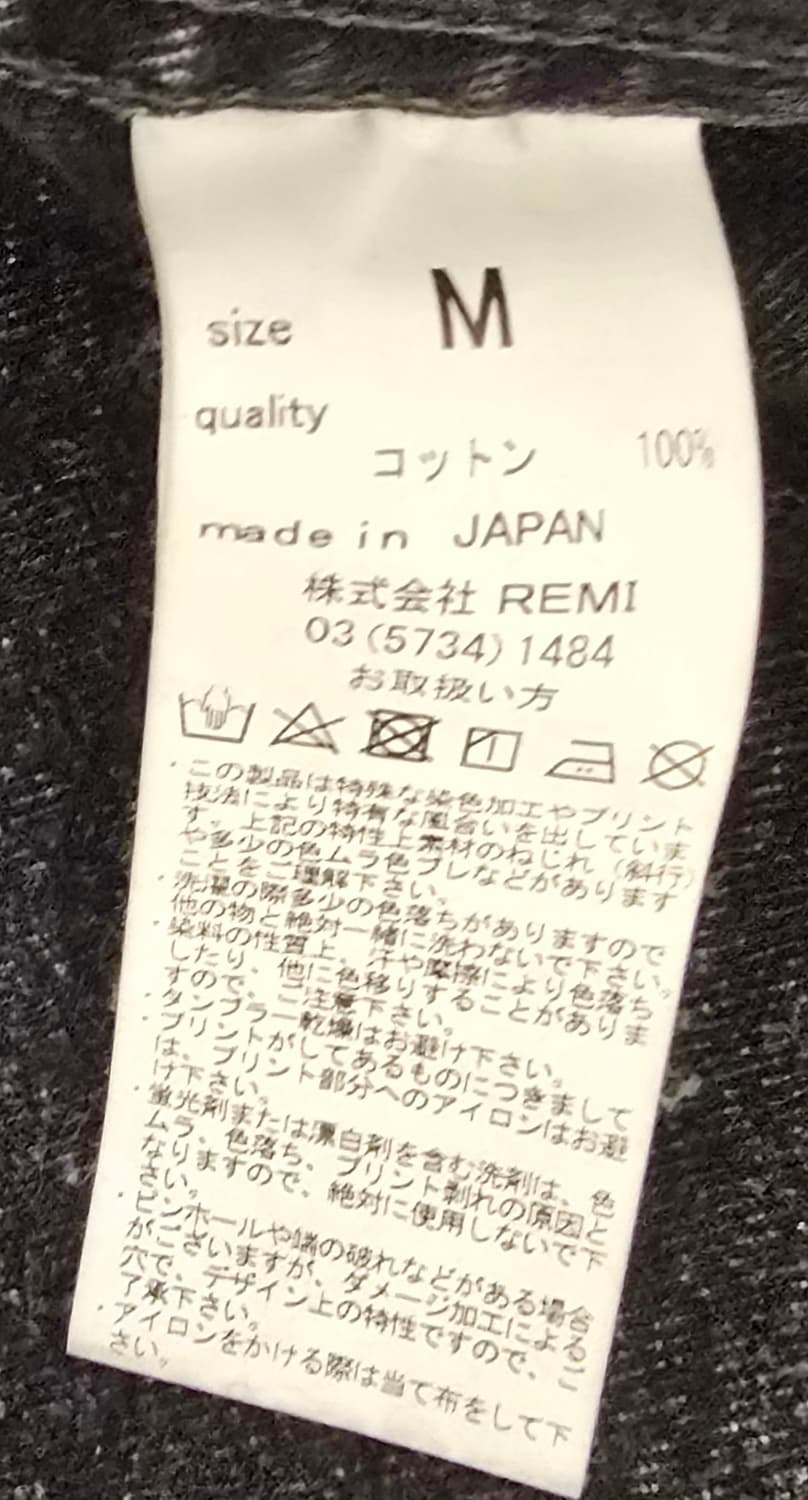 size M
quality
コットン 100%
made in JAPAN
株式会社 REMI
03(5734)1484
お取扱い方
・この製品は特殊な染色加工やプリント
技法により特有な風合いを出していま
す。上記の特性上素材のねじれ（斜行）
や多少の色ムラ色ブレなどがあります
ことをご理解下さい。
・洗濯の際多少の色落ちがありますので
他の物と絶対一緒に洗わないで下さい。
・染料の性質上、汗や摩擦により色落ち
したり、他に色移りすることがありま
すので、ご注意下さい。
・タンブラー乾燥はお避け下さい。
・プリントがしてあるものにつきまして
は、プリント部分へのアイロンはお避
け下さい。
・蛍光剤または漂白剤を含む洗剤は、色
ムラ、色落ち、プリント剥れの原因と
なりますので、絶対に使用しないで下
さい。
・ピンホールや端の破れなどがある場合
がございますが、ダメージ加工によるこ
穴で、デザイン上の特性ですので、ご
了承下さい。
・アイロンをかける際は当て布をして下
さい。